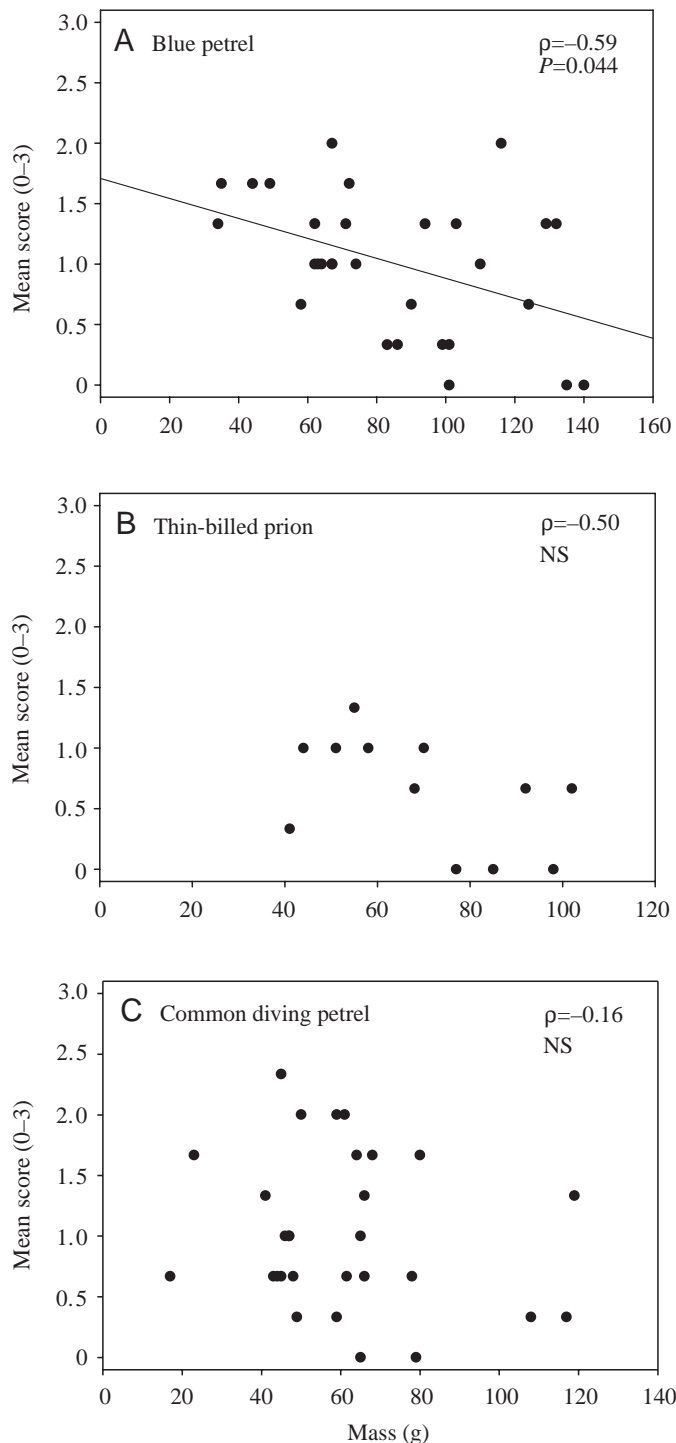 A Blue petrel
ρ=–0.59
P=0.044
Mean score (0–3)
3.0
2.5
2.0
1.5
1.0
0.5
0
0 20 40 60 80 100 120 140 160
B Thin-billed prion
ρ=–0.50
NS
Mean score (0–3)
3.0
2.5
2.0
1.5
1.0
0.5
0
0 20 40 60 80 100 120
C Common diving petrel
ρ=–0.16
NS
Mean score (0–3)
3.0
2.5
2.0
1.5
1.0
0.5
0
0 20 40 60 80 100 120 140
Mass (g)